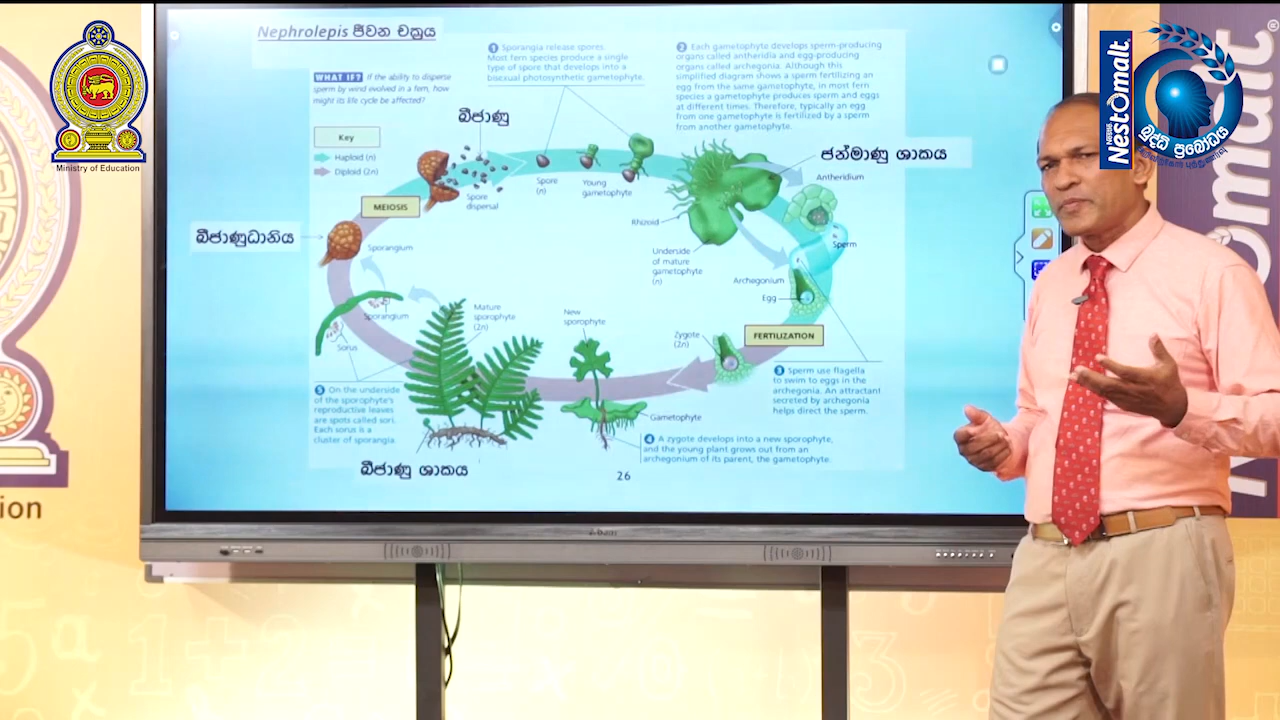 Nephrolepis ජීවන චක්‍රය
1 Sporangia release spores.
Most fern species produce a single
type of spore that develops into a
bisexual photosynthetic gametophyte.
2 Each gametophyte develops sperm-producing
organs called antheridia and egg-producing
organs called archegonia. Although this
simplified diagram shows a sperm fertilizing an
egg from the same gametophyte, in most fern
species a gametophyte produces sperm and eggs
at different times. Therefore, typically an egg
from one gametophyte is fertilized by a sperm
from another gametophyte.
WHAT IF? If the ability to disperse
sperm by wind evolved in a fern, how
might its life cycle be affected?
Key
Haploid (n)
Diploid (2n)
බීජාණු
ජන්මාණු ශාකය
Antheridium
Spore
(n)
Young
gametophyte
Spore
dispersal
MEIOSIS
Rhizoid
බීජාණුධානිය
Sporangium
Underside
of mature
gametophyte
(n)
Sperm
Archegonium
Egg
Sporangium
Mature
sporophyte
(2n)
New
sporophyte
Zygote
(2n)
FERTILIZATION
Sorus
3 Sperm use flagella
to swim to eggs in the
archegonia. An attractant
secreted by archegonia
helps direct the sperm.
5 On the underside
of the sporophyte's
reproductive leaves
are spots called sori.
Each sorus is a
cluster of sporangia.
Gametophyte
4 A zygote develops into a new sporophyte,
and the young plant grows out from an
archegonium of its parent, the gametophyte.
බීජාණු ශාකය
26
Ministry of Education
NESTLÉ
Nestomalt
බුද්ධි ප්‍රබෝධය
tion